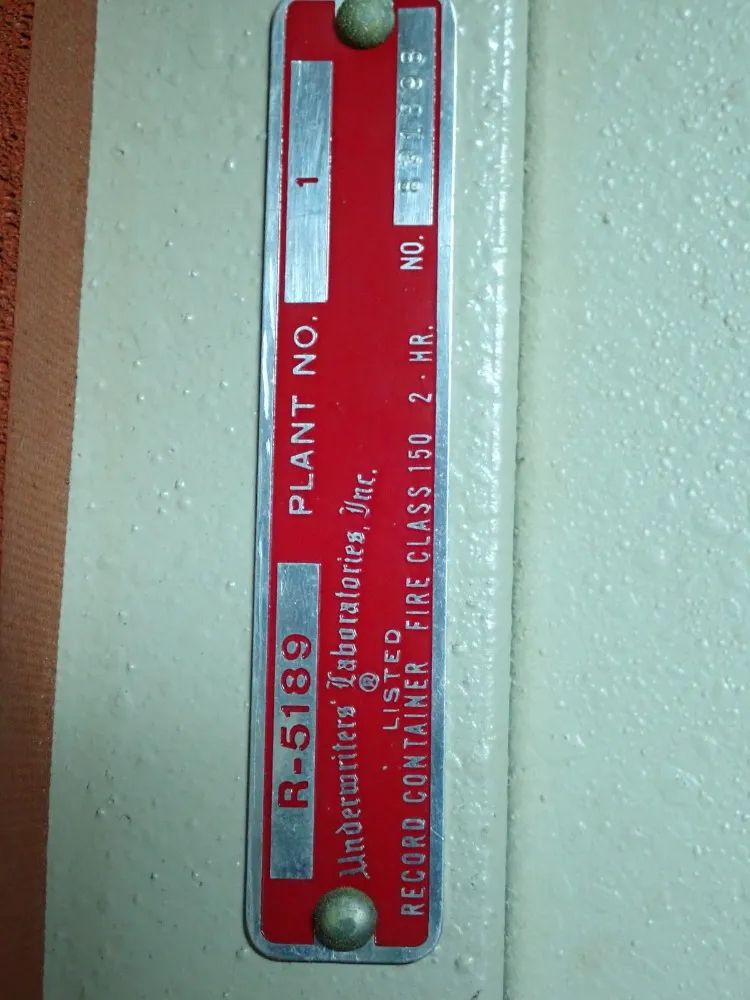 R-5189 PLANT NO. 1
Underwriters' Laboratories, Inc.
®
LISTED
RECORD CONTAINER FIRE CLASS 150 2-HR. NO.